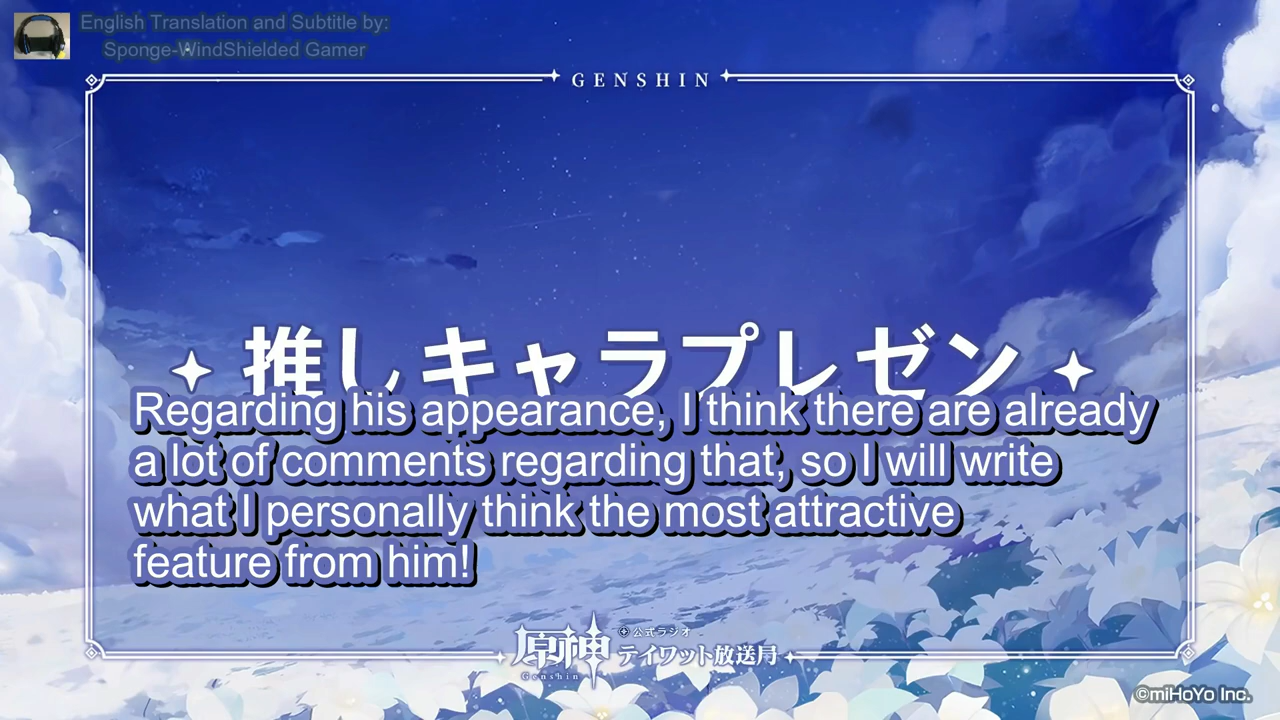 English Translation and Subtitle by:
Sponge-WindShielded Gamer
GENSHIN
推しキャラプレゼン
Regarding his appearance, I think there are already
a lot of comments regarding that, so I will write
what I personally think the most attractive
feature from him!
原神
Genshin
公式ラジオ
テイワット放送局
©miHoYo Inc.